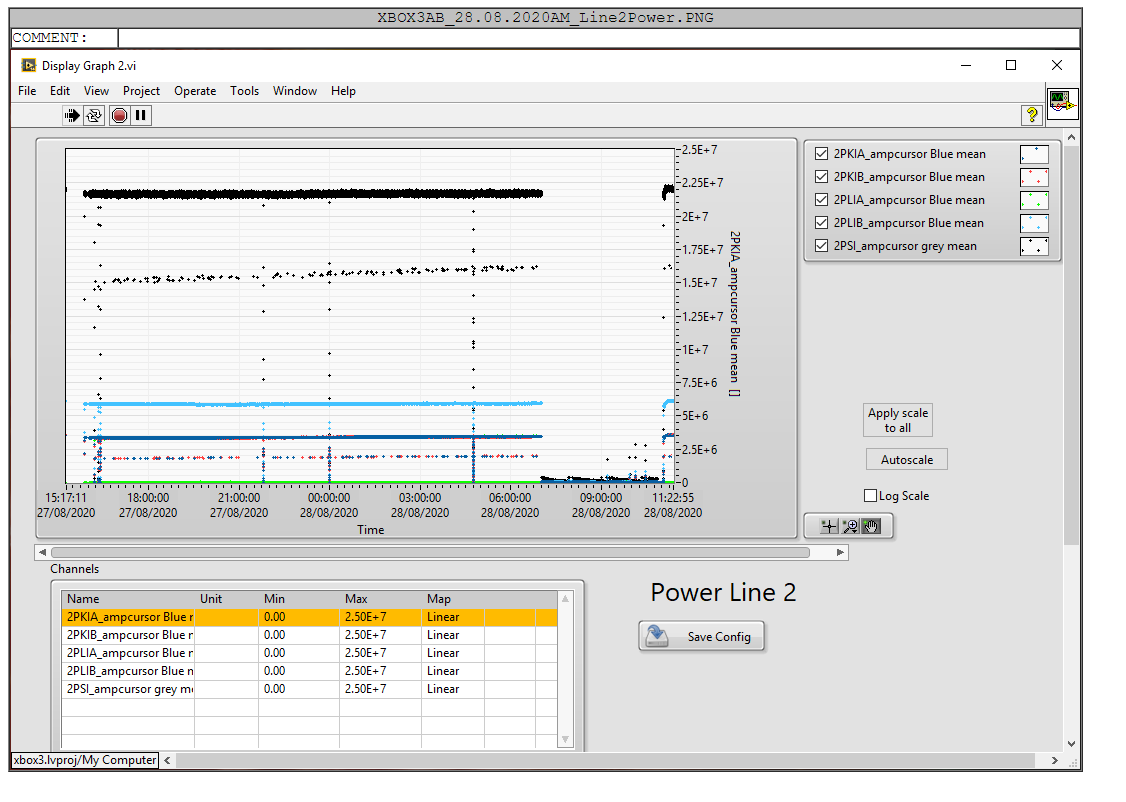 XBOX3AB_28.08.2020AM_Line2Power.PNG
COMMENT:
Display Graph 2.vi
File Edit View Project Operate Tools Window Help
2PKIA_ampcursor Blue mean
2PKIB_ampcursor Blue mean
2PLIA_ampcursor Blue mean
2PLIB_ampcursor Blue mean
2PSI_ampcursor grey mean
2.5E+7
2.25E+7
2E+7
1.75E+7
1.5E+7
1.25E+7
1E+7
7.5E+6
5E+6
2.5E+6
0
2PKIA_ampcursor Blue mean []
15:17:11 18:00:00 21:00:00 00:00:00 03:00:00 06:00:00 09:00:00 11:22:55
27/08/2020 27/08/2020 27/08/2020 28/08/2020 28/08/2020 28/08/2020 28/08/2020 28/08/2020
Time
Apply scale
to all
Autoscale
Log Scale
Channels
Name Unit Min Max Map
2PKIA_ampcursor Blue r 0.00 2.50E+7 Linear
2PKIB_ampcursor Blue n 0.00 2.50E+7 Linear
2PLIA_ampcursor Blue n 0.00 2.50E+7 Linear
2PLIB_ampcursor Blue n 0.00 2.50E+7 Linear
2PSI_ampcursor grey m 0.00 2.50E+7 Linear
Power Line 2
Save Config
xbox3.lvproj/My Computer